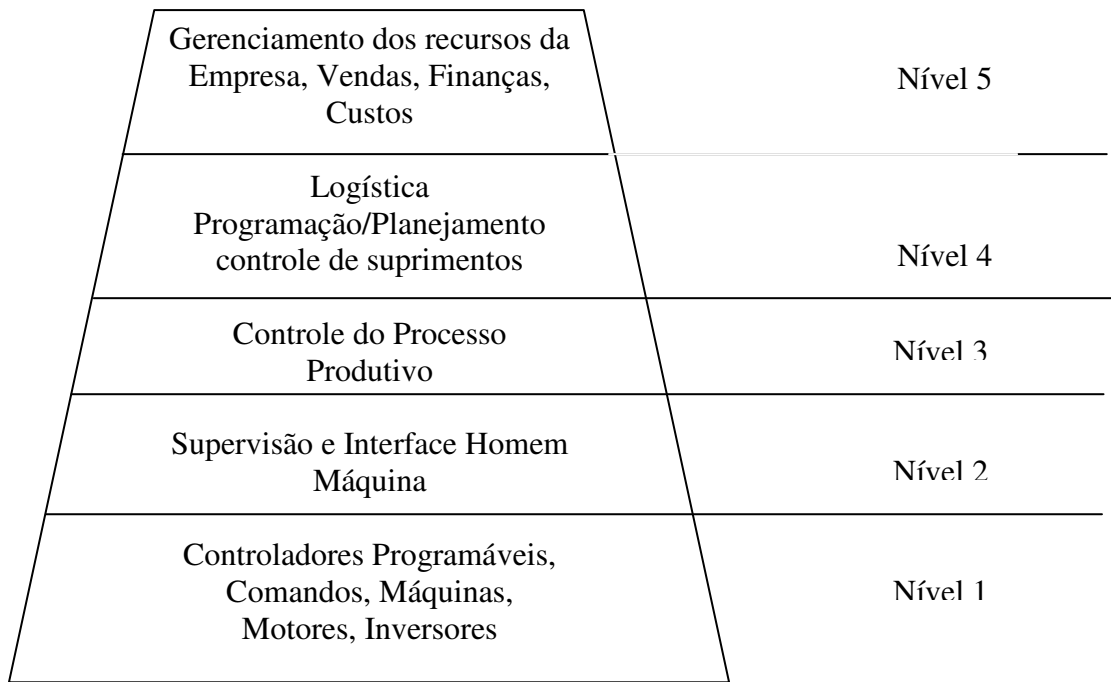 Gerenciamento dos recursos da
Empresa, Vendas, Finanças,
Custos
Nível 5
Logística
Programação/Planejamento
controle de suprimentos
Nível 4
Controle do Processo
Produtivo
Nível 3
Supervisão e Interface Homem
Máquina
Nível 2
Controladores Programáveis,
Comandos, Máquinas,
Motores, Inversores
Nível 1